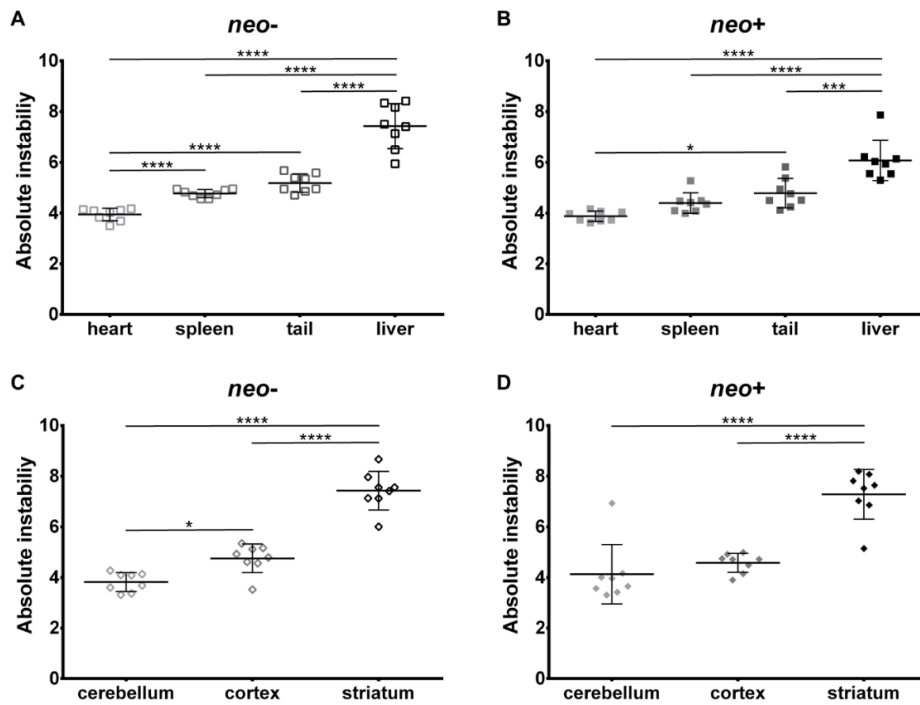 A
neo-
Absolute instabiliy
10
8
6
4
2
0
****
****
****
****
****
heart spleen tail liver
B
neo+
Absolute instabiliy
10
8
6
4
2
0
****
****
***
*
heart spleen tail liver
C
neo-
Absolute instabiliy
10
8
6
4
2
0
****
****
*
cerebellum cortex striatum
D
neo+
Absolute instabiliy
10
8
6
4
2
0
****
****
cerebellum cortex striatum